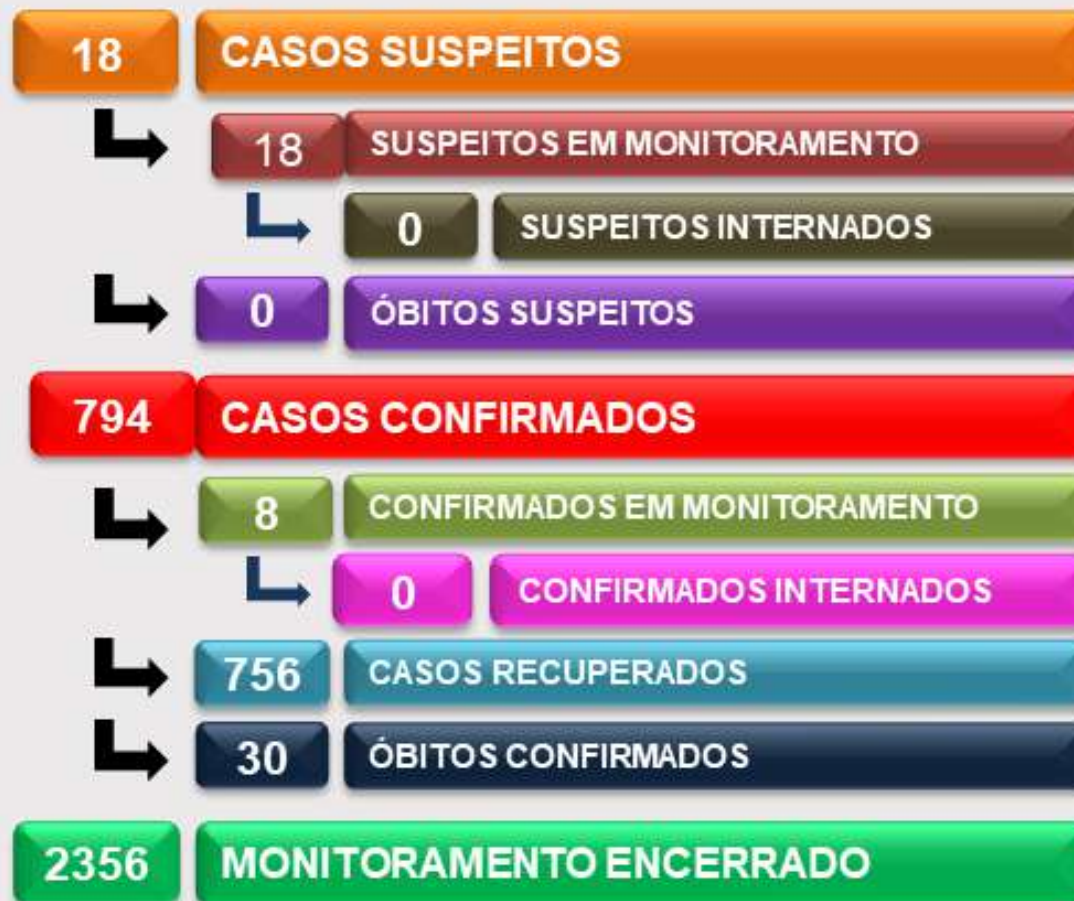 18 CASOS SUSPEITOS
18 SUSPEITOS EM MONITORAMENTO
0 SUSPEITOS INTERNADOS
0 ÓBITOS SUSPEITOS
794 CASOS CONFIRMADOS
8 CONFIRMADOS EM MONITORAMENTO
0 CONFIRMADOS INTERNADOS
756 CASOS RECUPERADOS
30 ÓBITOS CONFIRMADOS
2356 MONITORAMENTO ENCERRADO